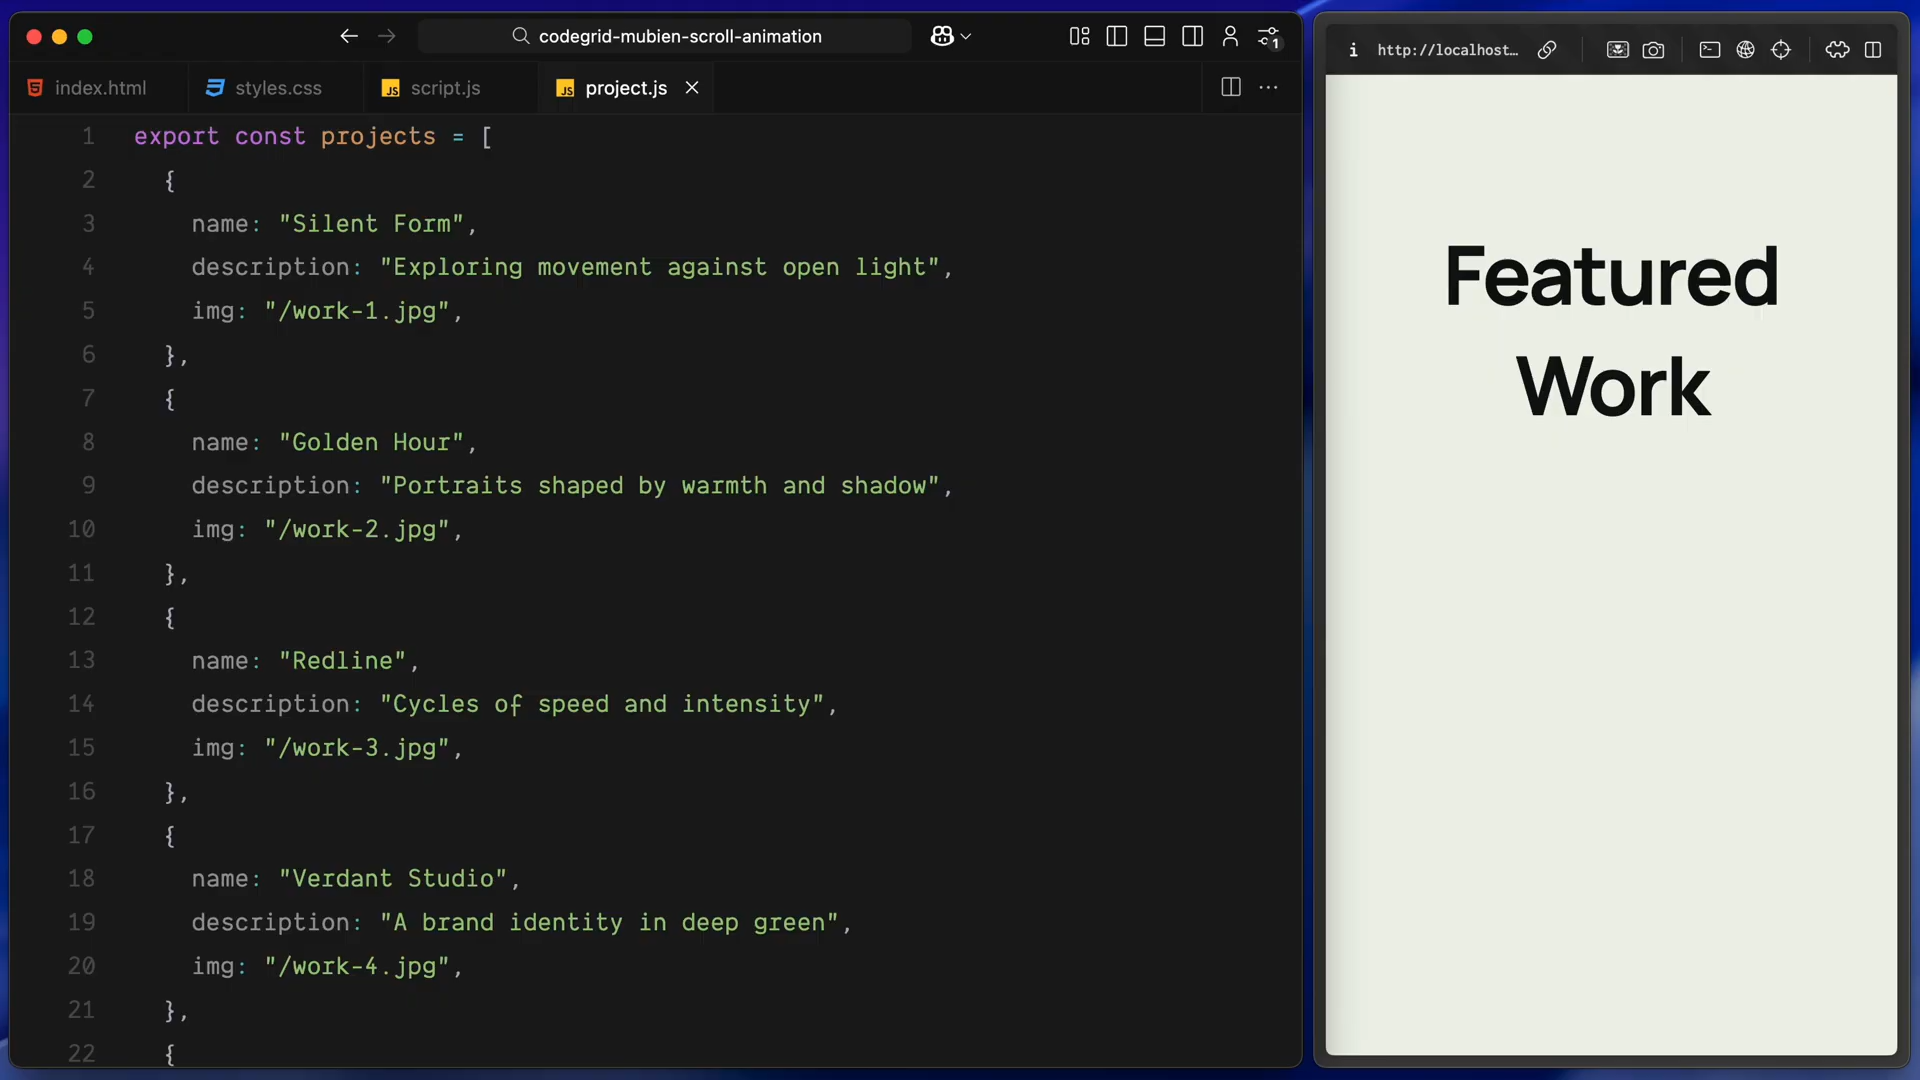 codegrid-mubien-scroll-animation
1
index.html
styles.css
JS script.js
JS project.js
1 export const projects = [
2 {
3 name: "Silent Form",
4 description: "Exploring movement against open light",
5 img: "/work-1.jpg",
6 },
7 {
8 name: "Golden Hour",
9 description: "Portraits shaped by warmth and shadow",
10 img: "/work-2.jpg",
11 },
12 {
13 name: "Redline",
14 description: "Cycles of speed and intensity",
15 img: "/work-3.jpg",
16 },
17 {
18 name: "Verdant Studio",
19 description: "A brand identity in deep green",
20 img: "/work-4.jpg",
21 },
22 {
http://localhost…
Featured
Work